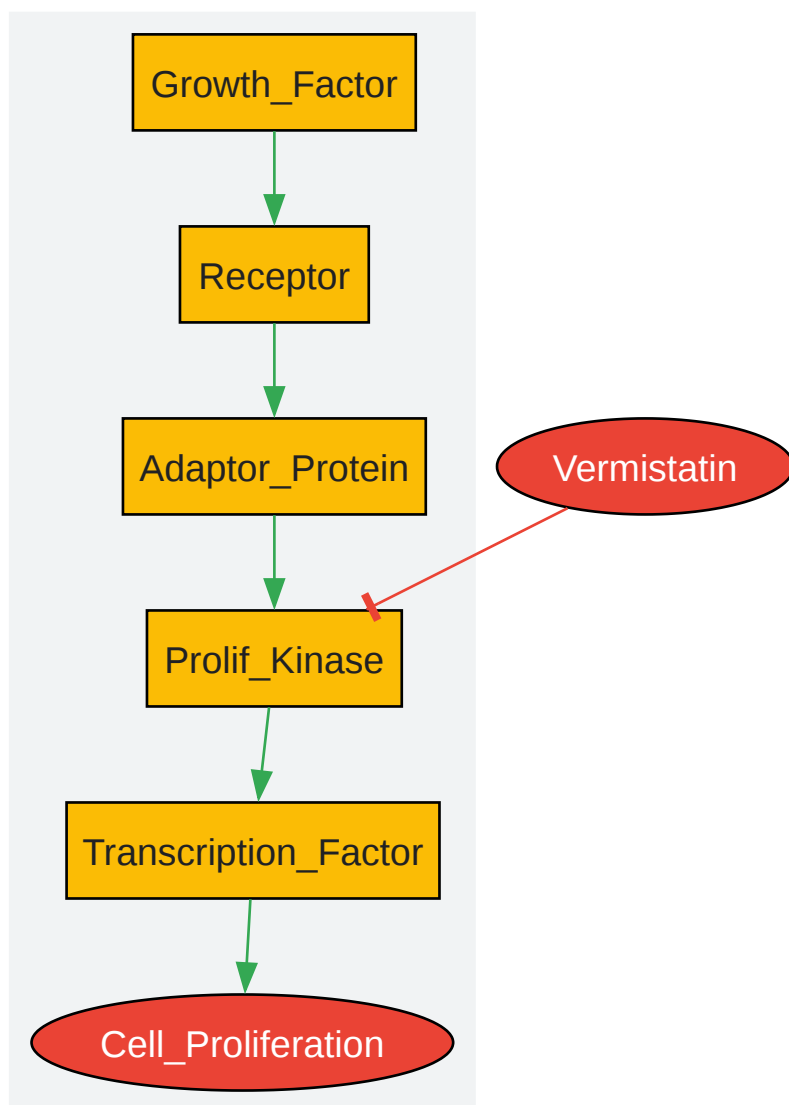 Growth_Factor
Receptor
Adaptor_Protein
Vermistatin
Prolif_Kinase
Transcription_Factor
Cell_Proliferation